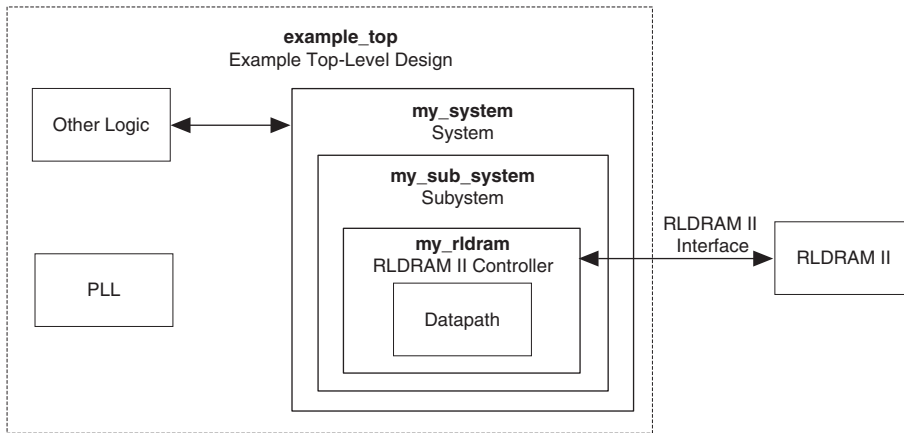 example_top
Example Top-Level Design
Other Logic
my_system
System
my_sub_system
Subystem
my_rldram
RLDRAM II Controller
Datapath
PLL
RLDRAM II
Interface
RLDRAM II